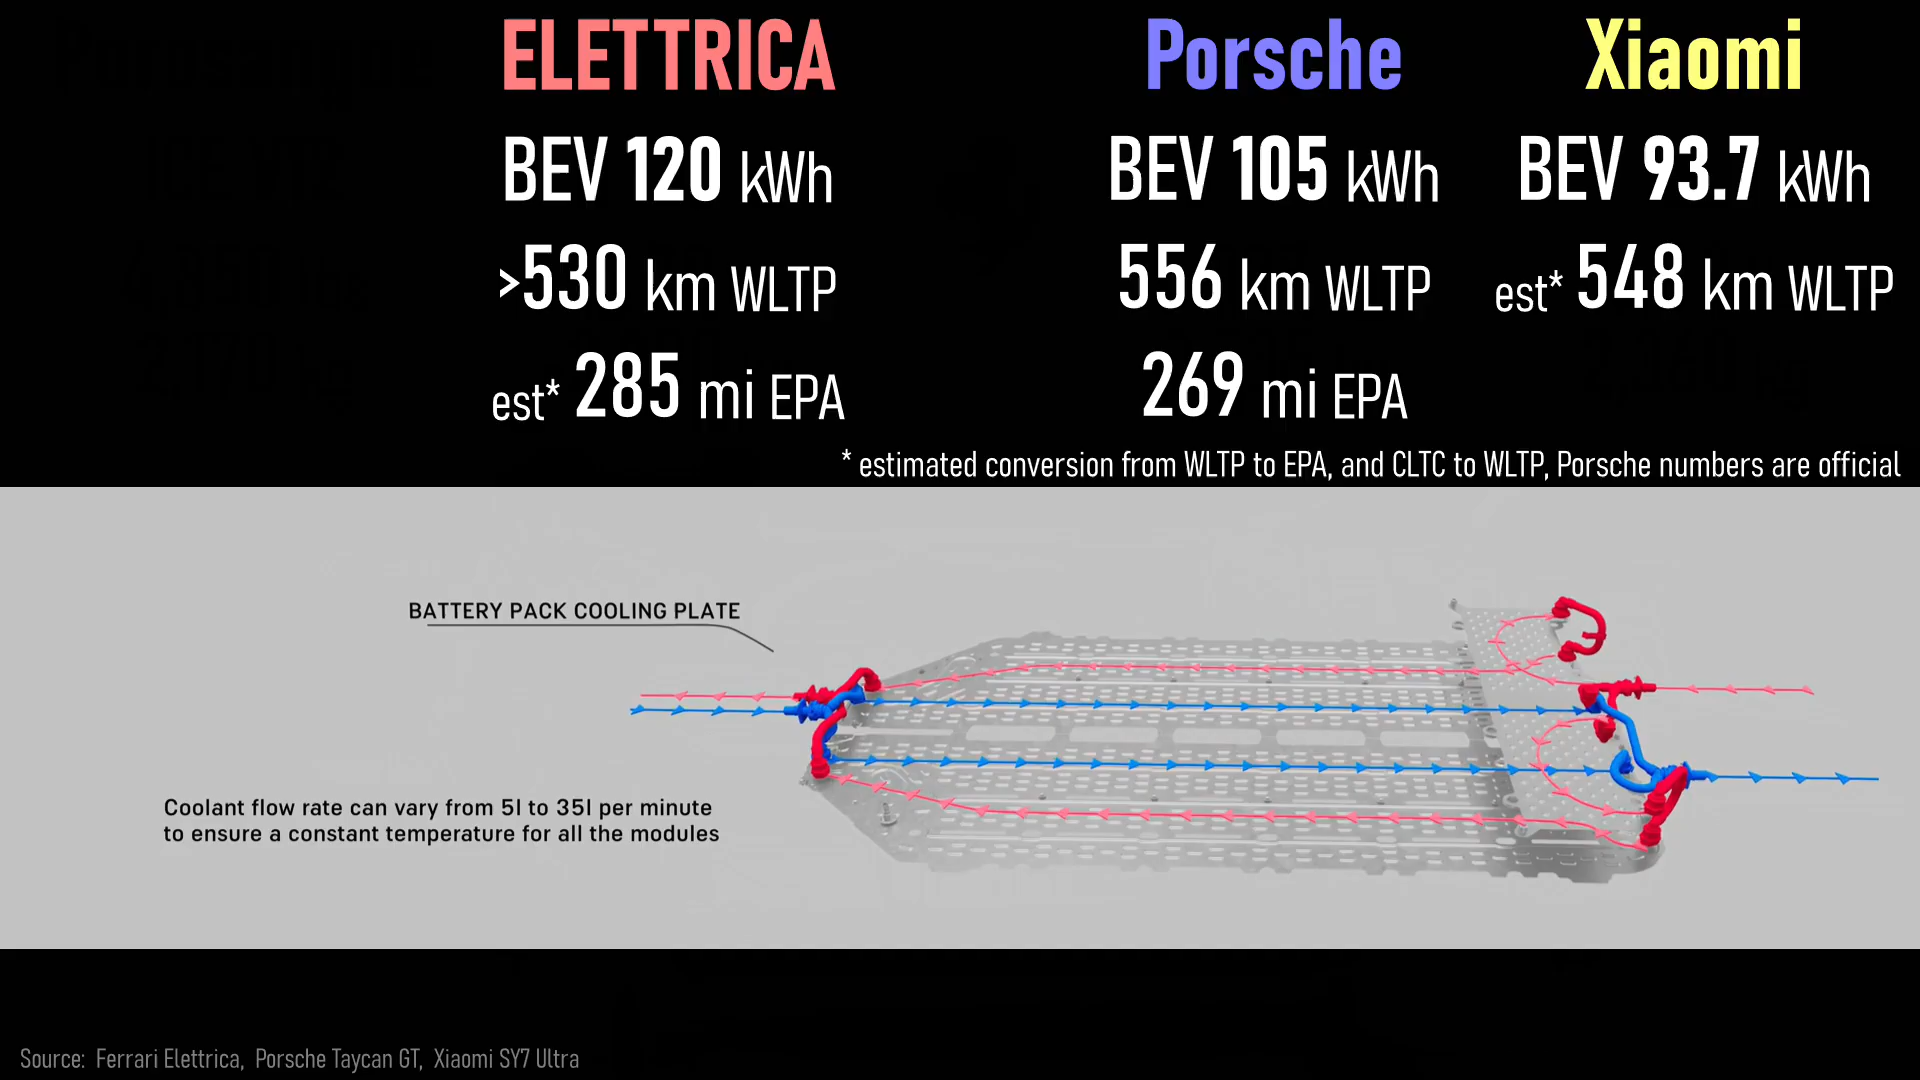 ELETTRICA Porsche Xiaomi
BEV 120 kWh BEV 105 kWh BEV 93.7 kWh
>530 km WLTP 556 km WLTP est* 548 km WLTP
est* 285 mi EPA 269 mi EPA
* estimated conversion from WLTP to EPA, and CLTC to WLTP, Porsche numbers are official
BATTERY PACK COOLING PLATE
Coolant flow rate can vary from 5l to 35l per minute
to ensure a constant temperature for all the modules
Source: Ferrari Elettrica, Porsche Taycan GT, Xiaomi SY7 Ultra